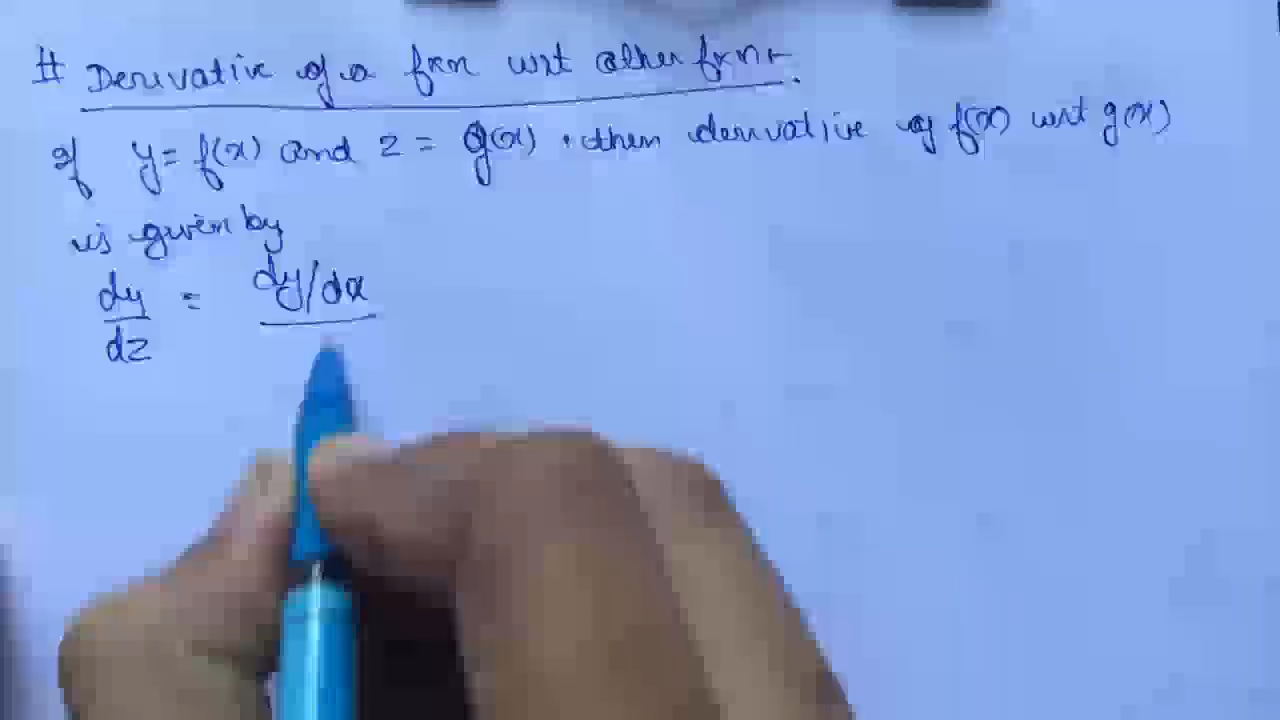 # Derivative of a fxn wrt other fxn.
If y = f(x) and z = g(x). then derivative of f(x) wrt g(x)
is given by
dy/dz = dy/dx